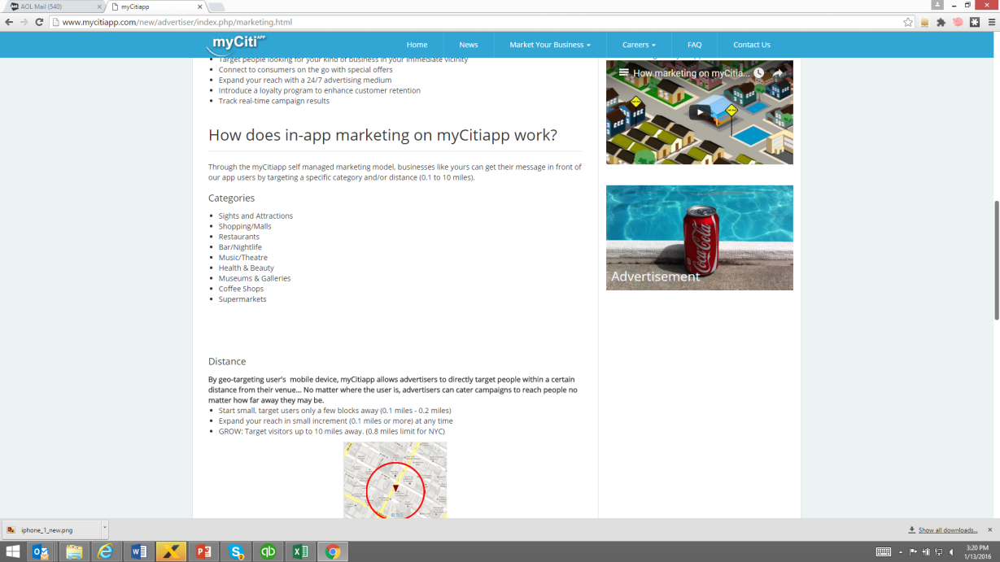 AOL Mail (540)
myCitiapp
www.mycitiapp.com/new/advertiser/index.php/marketing.html
myCiti APP
Home
News
Market Your Business
Careers
FAQ
Contact Us
Target people looking for your kind of business in your immediate vicinity
Connect to consumers on the go with special offers
Expand your reach with a 24/7 advertising medium
Introduce a loyalty program to enhance customer retention
Track real-time campaign results
How does in-app marketing on myCitiapp work?
Through the myCitiapp self managed marketing model, businesses like yours can get their message in front of
our app users by targeting a specific category and/or distance (0.1 to 10 miles).
Categories
Sights and Attractions
Shopping/Malls
Restaurants
Bar/Nightlife
Music/Theatre
Health & Beauty
Museums & Galleries
Coffee Shops
Supermarkets
Distance
By geo-targeting user's mobile device, myCitiapp allows advertisers to directly target people within a certain
distance from their venue... No matter where the user is, advertisers can cater campaigns to reach people no
matter how far away they may be.
Start small, target users only a few blocks away (0.1 miles - 0.2 miles)
Expand your reach in small increment (0.1 miles or more) at any time
GROW: Target visitors up to 10 miles away. (0.8 miles limit for NYC)
How marketing on myCitia...
Coca-Cola
Advertisement
iphone_1_new.png
Show all downloads...
3:20 PM
1/13/2016